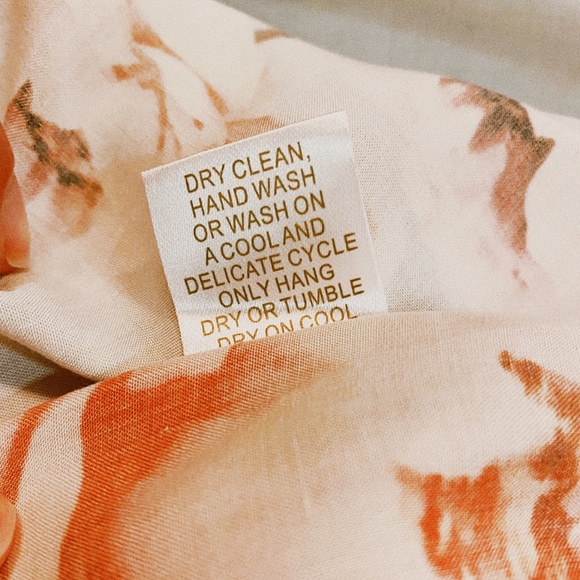 DRY CLEAN,
HAND WASH
OR WASH ON
A COOL AND
DELICATE CYCLE
ONLY HANG
DRY OR TUMBLE
DRY ON COOL